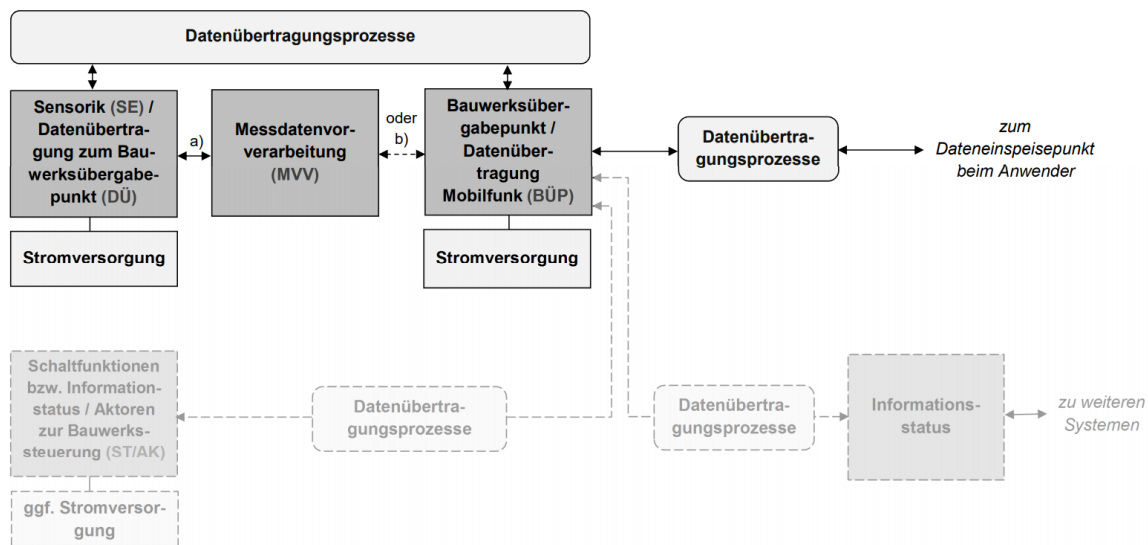 Datenübertragungsprozesse
Sensorik (SE) /
Datenübertra-
gung zum Bau-
werksübergabe-
punkt (DÜ)
a)
Messdatenvor-
verarbeitung
(MVV)
oder
b)
Bauwerksüber-
gabepunkt /
Datenüber-
tragung
Mobilfunk (BÜP)
Datenübertra-
gungsprozesse
zum
Dateneinspeisepunkt
beim Anwender
Stromversorgung
Stromversorgung
Schaltfunktionen
bzw. Information-
status / Aktoren
zur Bauwerks-
steuerung (ST/AK)
Datenübertra-
gungsprozesse
Datenübertra-
gungsprozesse
Informations-
status
zu weiteren
Systemen
ggf. Stromversor-
gung